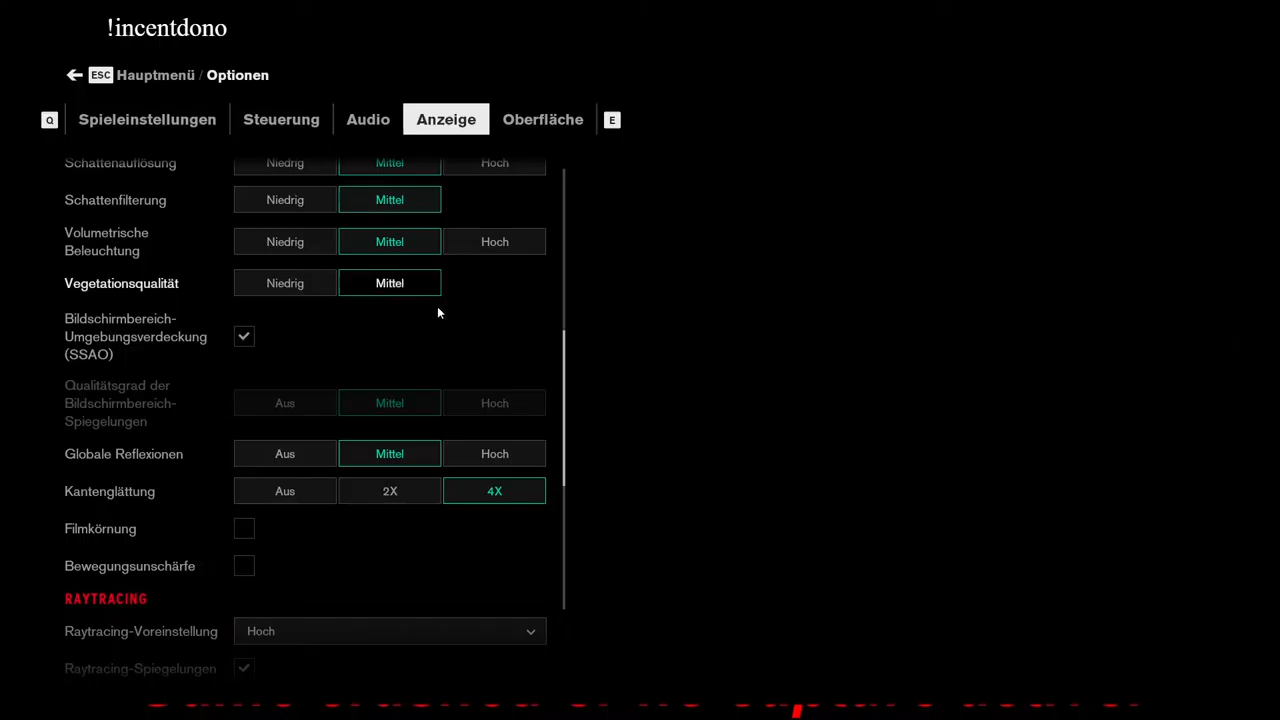 !incentdono
ESC Hauptmenü / Optionen
Q Spieleinstellungen Steuerung Audio Anzeige Oberfläche E
Schattenauflösung Niedrig Mittel Hoch
Schattenfilterung Niedrig Mittel
Volumetrische
Beleuchtung
Niedrig Mittel Hoch
Vegetationsqualität Niedrig Mittel
Bildschirmbereich-
Umgebungsverdeckung
(SSAO)
Qualitätsgrad der
Bildschirmbereich-
Spiegelungen
Aus Mittel Hoch
Globale Reflexionen Aus Mittel Hoch
Kantenglättung Aus 2X 4X
Filmkörnung
Bewegungsunschärfe
RAYTRACING
Raytracing-Voreinstellung Hoch
Raytracing-Spiegelungen